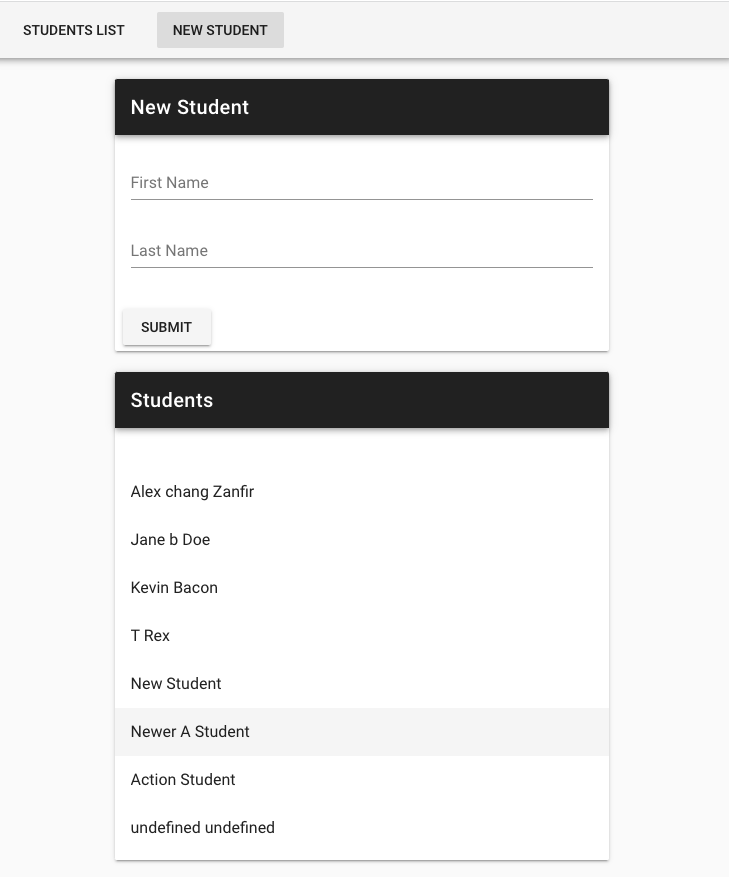 STUDENTS LIST NEW STUDENT
New Student
First Name
Last Name
SUBMIT
Students
Alex chang Zanfir
Jane b Doe
Kevin Bacon
T Rex
New Student
Newer A Student
Action Student
undefined undefined